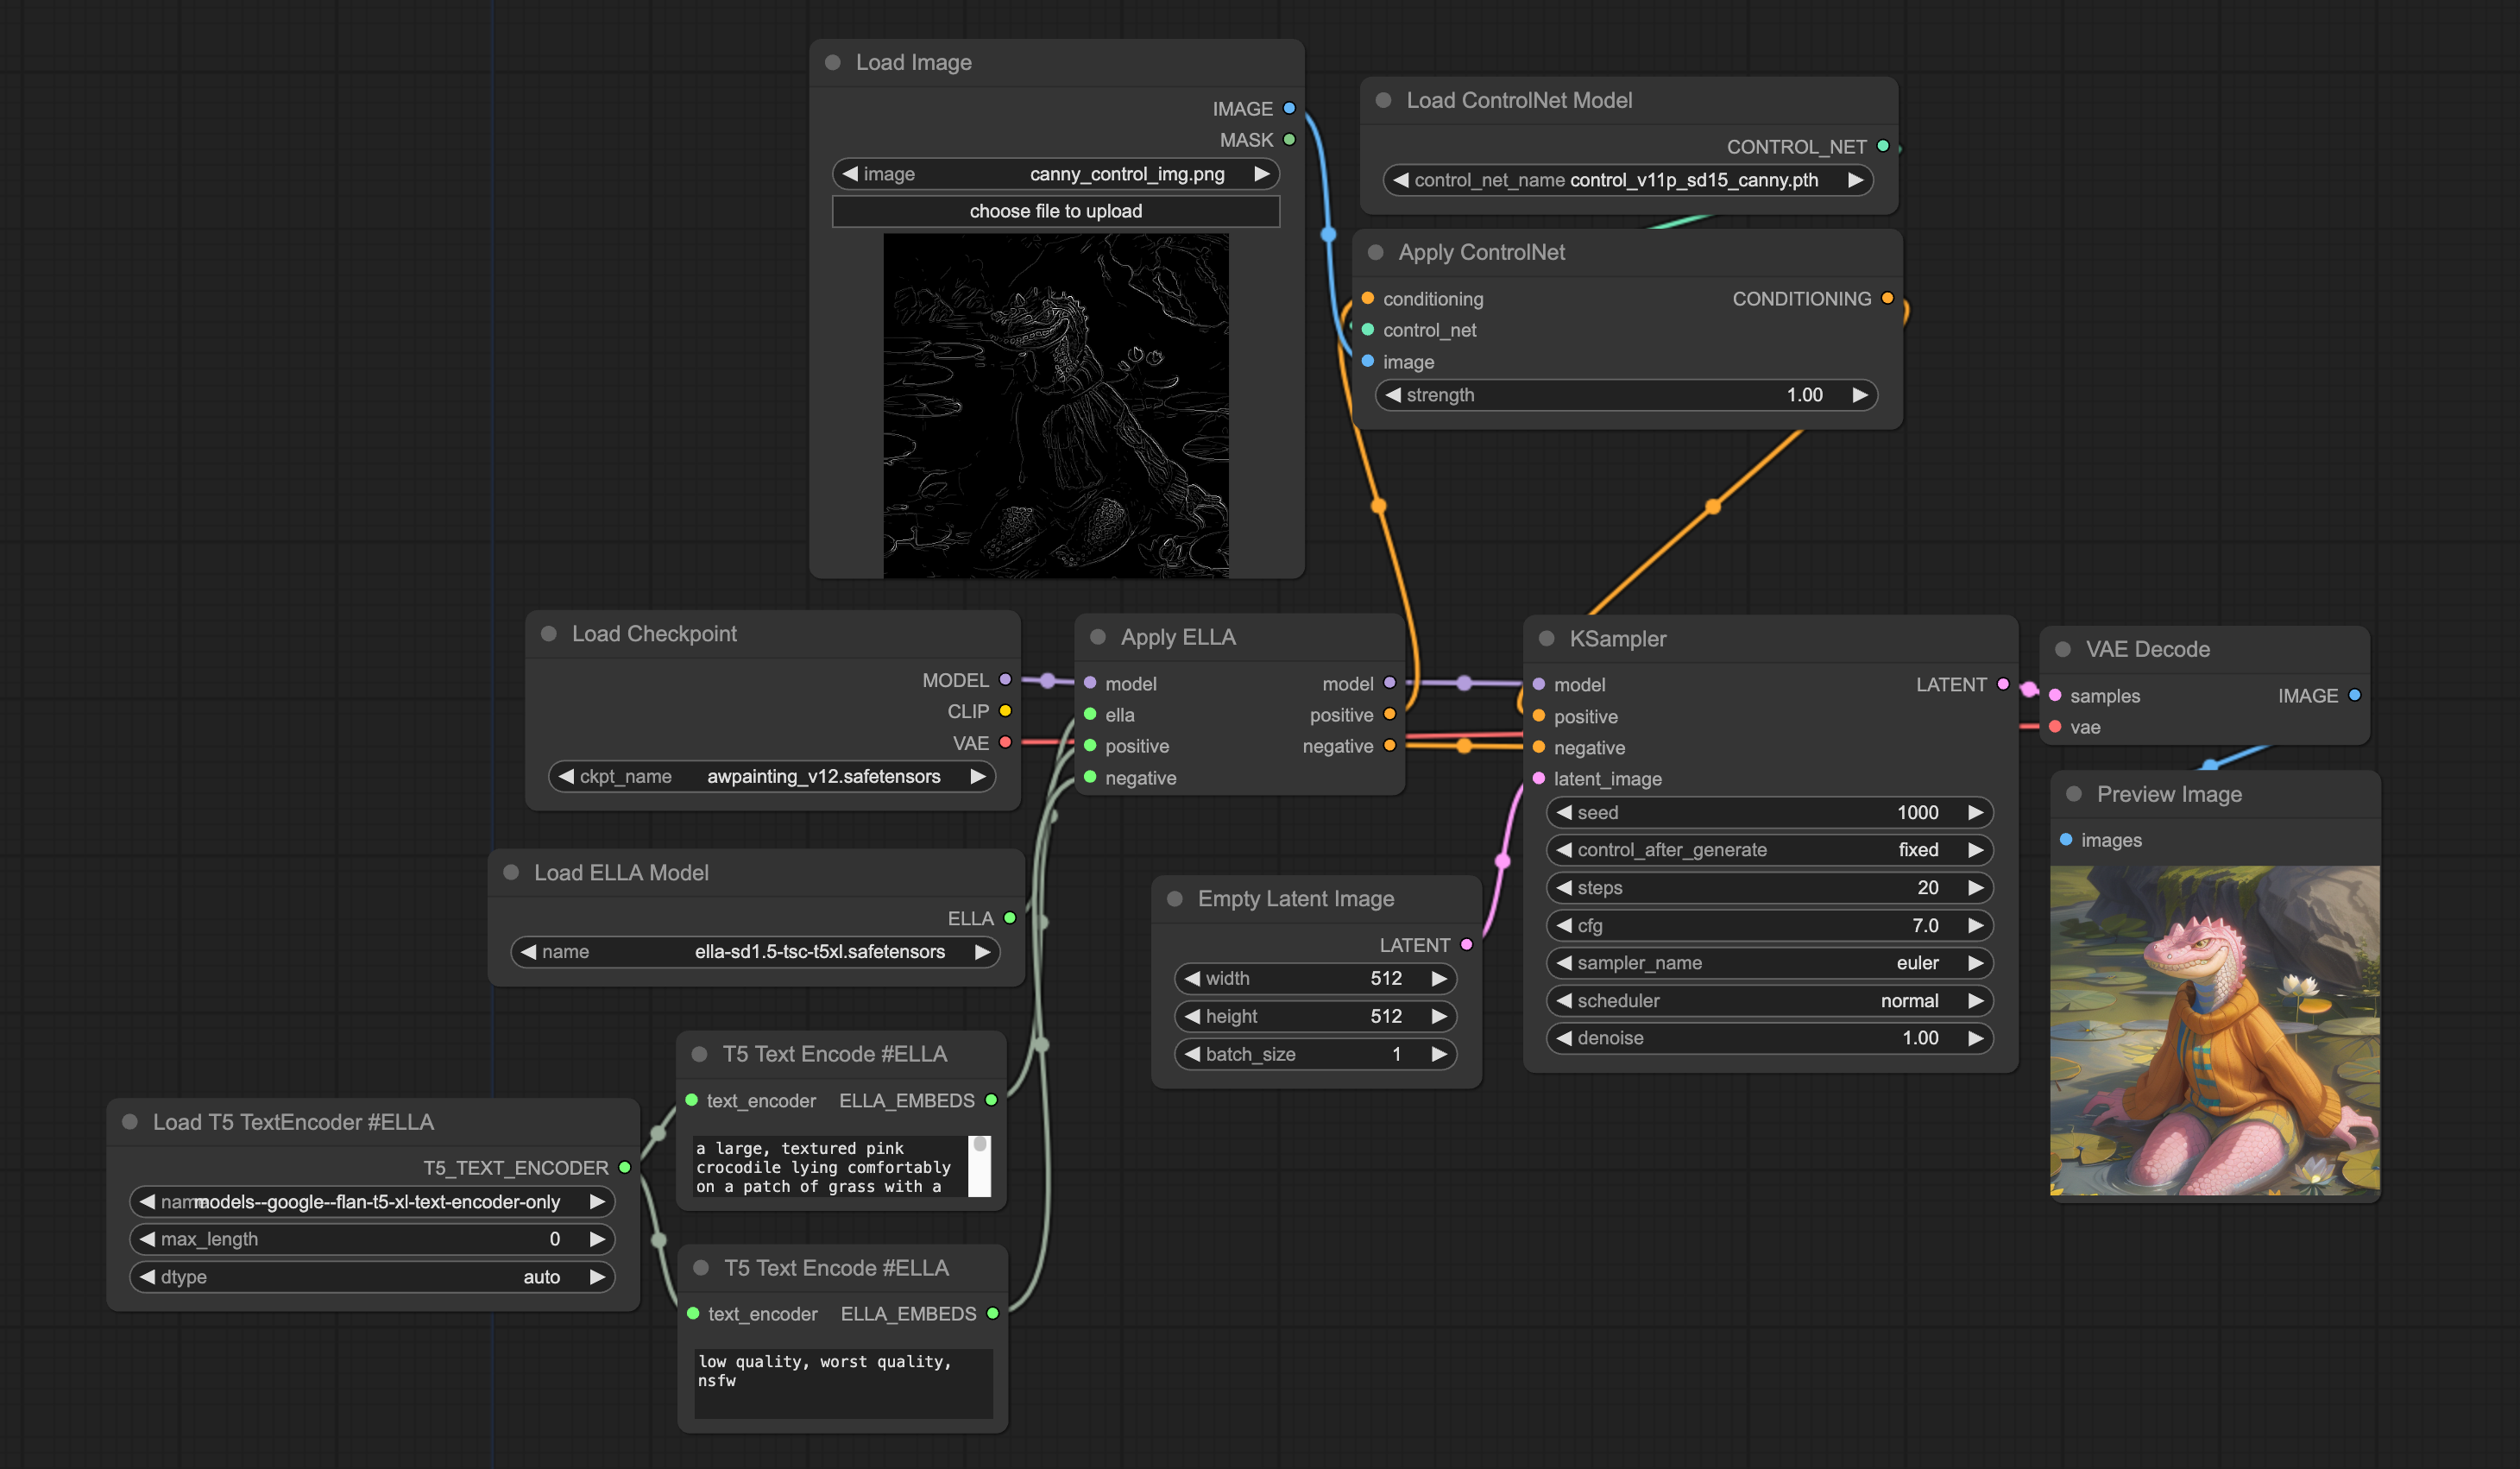 Load Image
IMAGE
MASK
image canny_control_img.png
choose file to upload
Load ControlNet Model
CONTROL_NET
control_net_name control_v11p_sd15_canny.pth
Apply ControlNet
conditioning CONDITIONING
control_net
image
strength 1.00
Load Checkpoint
MODEL
CLIP
VAE
ckpt_name awpainting_v12.safetensors
Apply ELLA
model model
ella positive
positive negative
negative
KSampler
model LATENT
positive
negative
latent_image
seed 1000
control_after_generate fixed
steps 20
cfg 7.0
sampler_name euler
scheduler normal
denoise 1.00
VAE Decode
samples IMAGE
vae
Preview Image
images
Load ELLA Model
ELLA
name ella-sd1.5-tsc-t5xl.safetensors
Empty Latent Image
LATENT
width 512
height 512
batch_size 1
T5 Text Encode #ELLA
text_encoder ELLA_EMBEDS
a large, textured pink
crocodile lying comfortably
on a patch of grass with a
Load T5 TextEncoder #ELLA
T5_TEXT_ENCODER
name models--google--flan-t5-xl-text-encoder-only
max_length 0
dtype auto
T5 Text Encode #ELLA
text_encoder ELLA_EMBEDS
low quality, worst quality,
nsfw